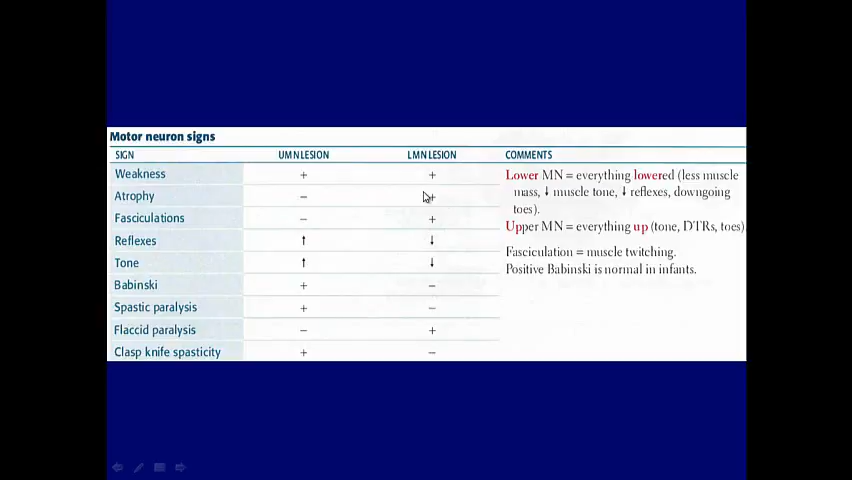 Motor neuron signs
SIGN UMN LESION LMN LESION COMMENTS
Weakness + +
Atrophy – +
Fasciculations – +
Reflexes ↑ ↓
Tone ↑ ↓
Babinski + –
Spastic paralysis + –
Flaccid paralysis – +
Clasp knife spasticity + –
Lower MN = everything lowered (less muscle
mass, ↓ muscle tone, ↓ reflexes, downgoing
toes).
Upper MN = everything up (tone, DTRs, toes)
Fasciculation = muscle twitching.
Positive Babinski is normal in infants.